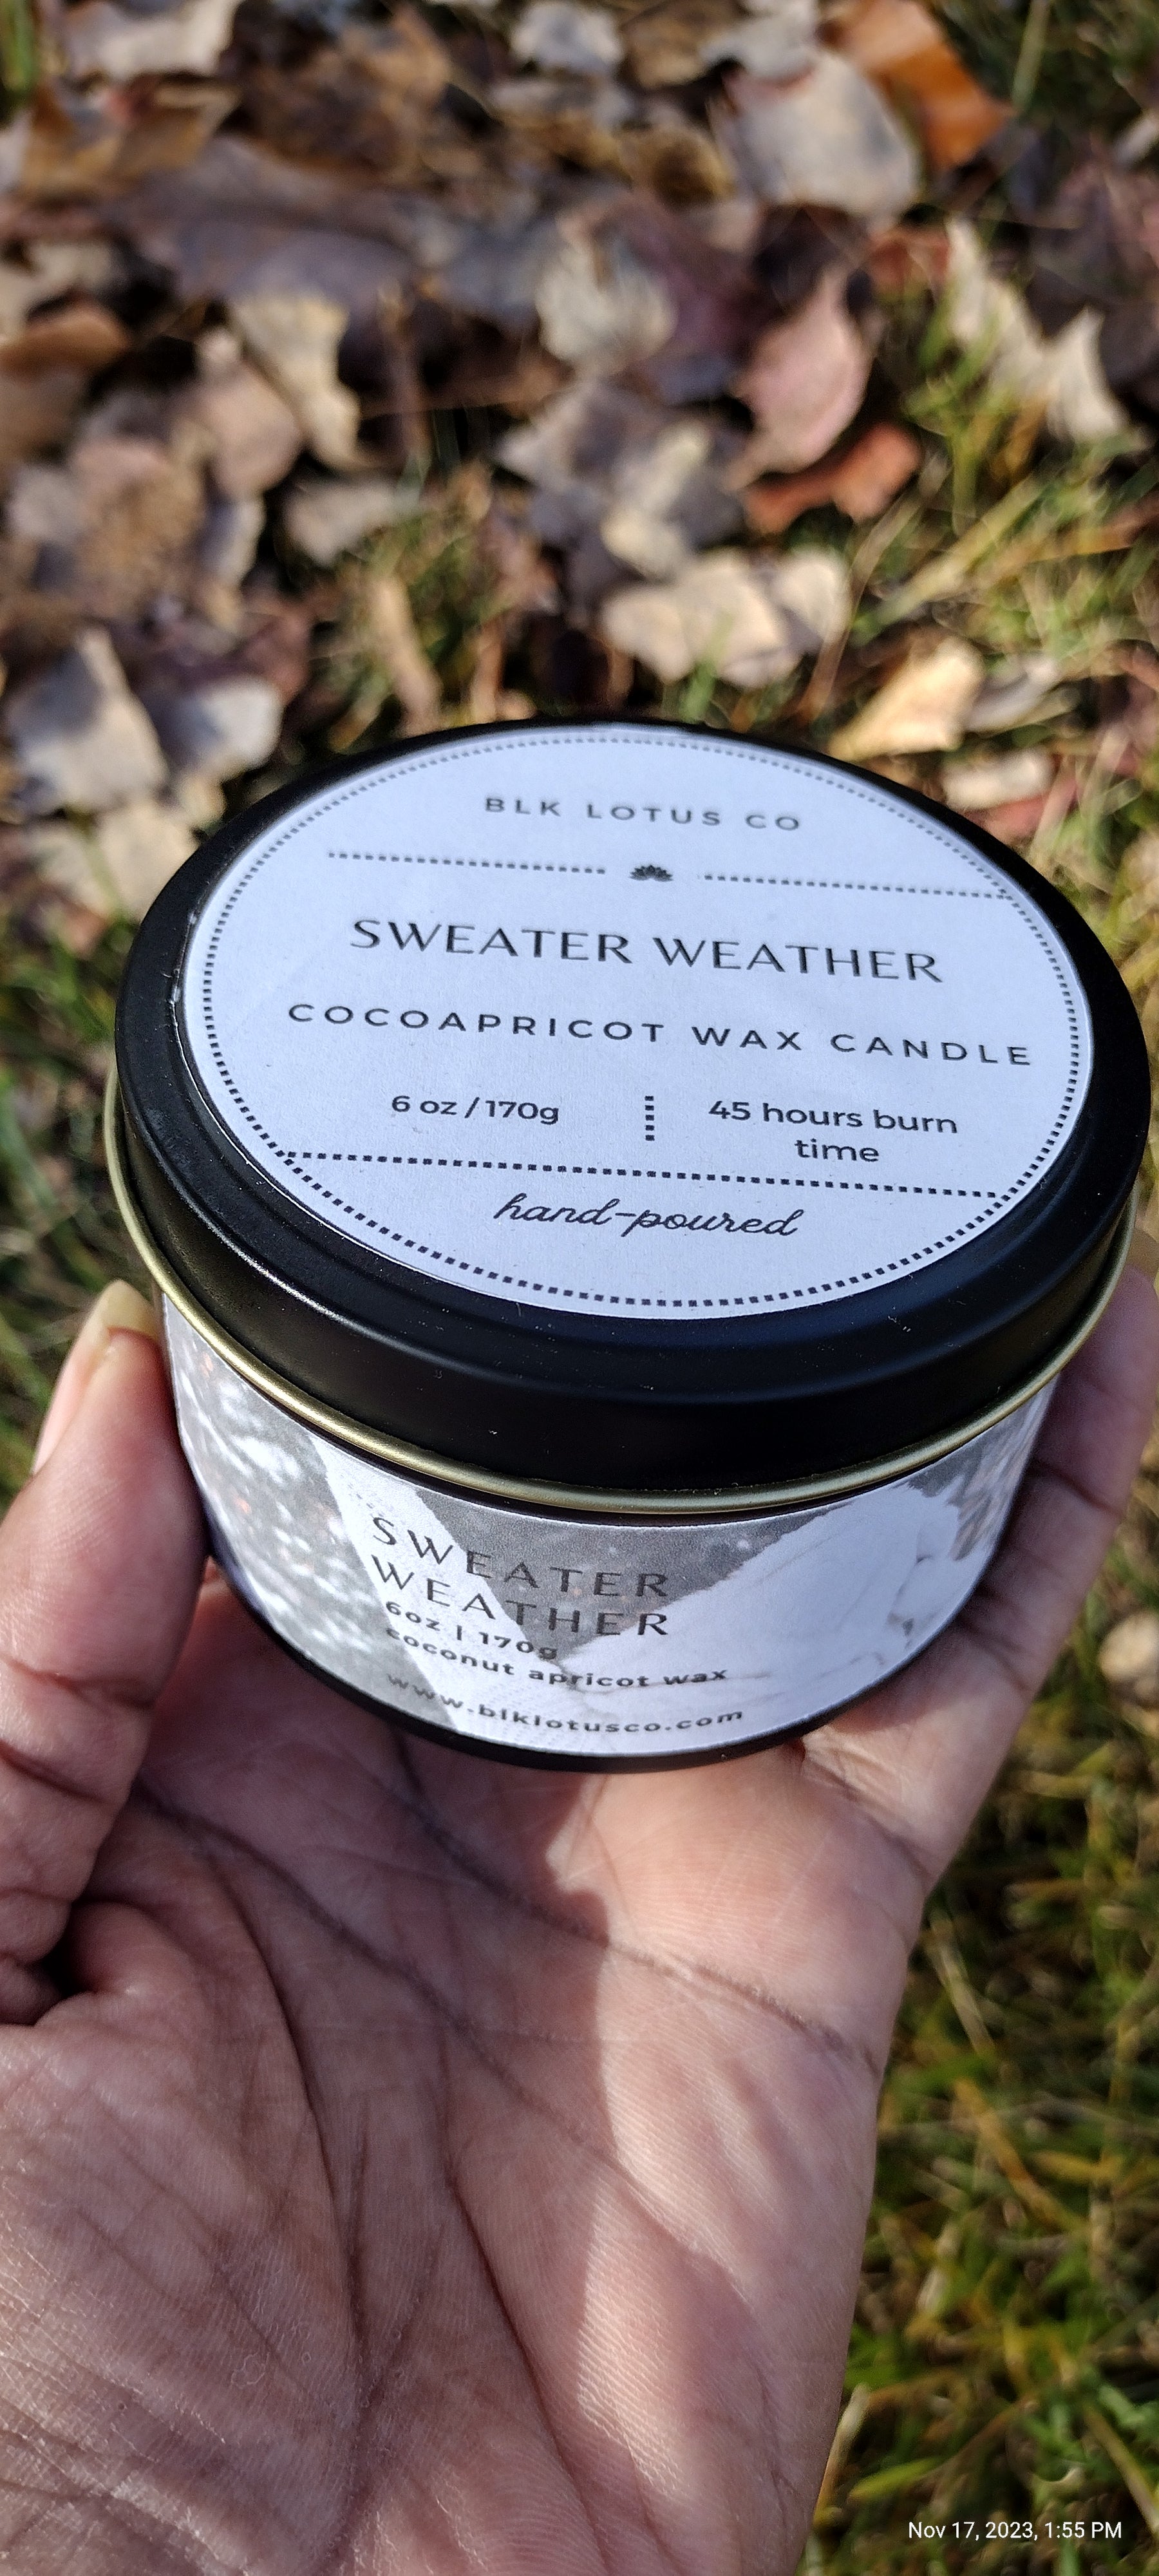 BLK LOTUS CO
SWEATER WEATHER
COCOAPRICOT WAX CANDLE
6 oz / 170g
45 hours burn
time
hand-poured
SWEATER
WEATHER
6oz | 170g
coconut apricot wax
www.blklotusco.com
Nov 17, 2023, 1:55 PM